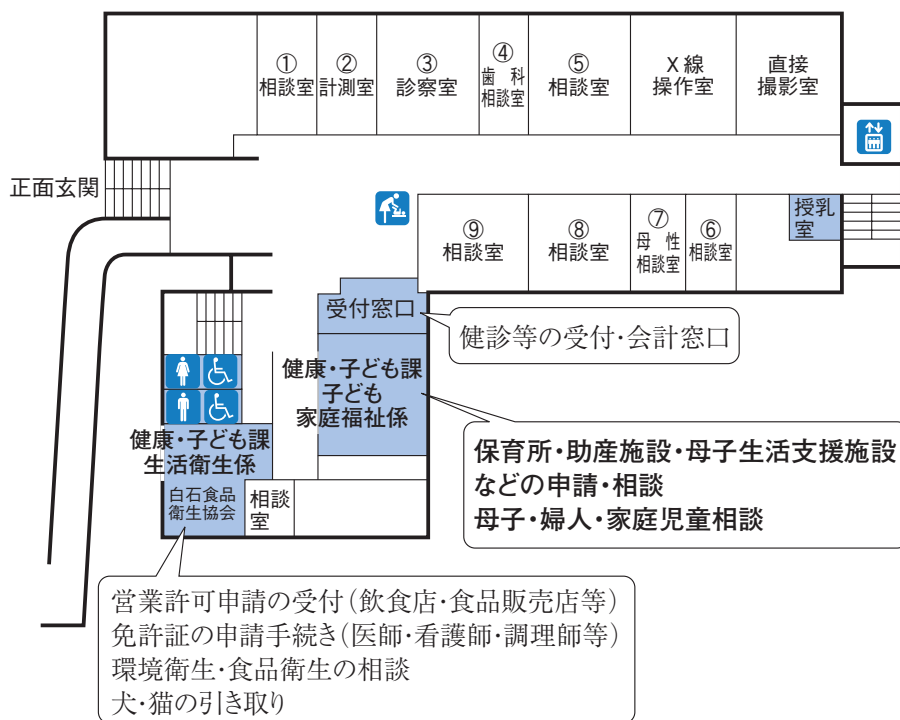 ①
相談室
②
計測室
③
診察室
④
歯科
相談室
⑤
相談室
X線
操作室
直接
撮影室
正面玄関
⑨
相談室
⑧
相談室
⑦
母性
相談室
⑥
相談室
授乳
室
受付窓口
健診等の受付・会計窓口
健康・子ども課
子ども
家庭福祉係
保育所・助産施設・母子生活支援施設
などの申請・相談
母子・婦人・家庭児童相談
健康・子ども課
生活衛生係
白石食品
衛生協会
相談
室
営業許可申請の受付（飲食店・食品販売店等）
免許証の申請手続き（医師・看護師・調理師等）
環境衛生・食品衛生の相談
犬・猫の引き取り